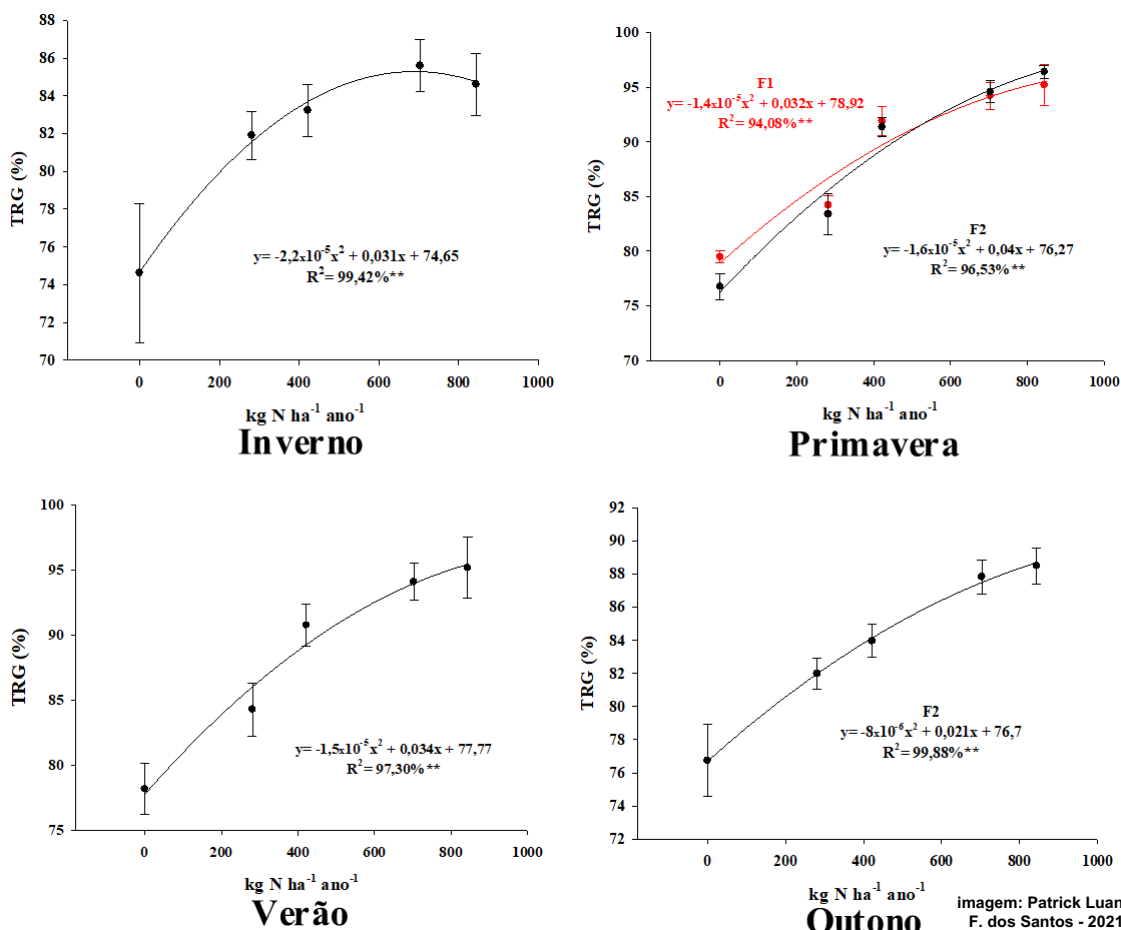 88
86
84
82
80
78
76
74
72
70
TRG (%)
y= -2,2x10⁻⁵x² + 0,031x + 74,65
R² = 99,42%**
0 200 400 600 800 1000
kg N ha⁻¹ ano⁻¹
Inverno
100
95
90
85
80
75
70
TRG (%)
F1
y= -1,4x10⁻⁵x² + 0,032x + 78,92
R² = 94,08%**
F2
y= -1,6x10⁻⁵x² + 0,04x + 76,27
R² = 96,53%**
0 200 400 600 800 1000
kg N ha⁻¹ ano⁻¹
Primavera
100
95
90
85
80
75
TRG (%)
y= -1,5x10⁻⁵x² + 0,034x + 77,77
R² = 97,30%**
0 200 400 600 800 1000
kg N ha⁻¹ ano⁻¹
Verão
92
90
88
86
84
82
80
78
76
74
72
TRG (%)
F2
y= -8x10⁻⁶x² + 0,021x + 76,7
R² = 99,88%**
0 200 400 600 800 1000
kg N ha⁻¹ ano⁻¹
Outono
imagem: Patrick Luan
F. dos Santos - 2021